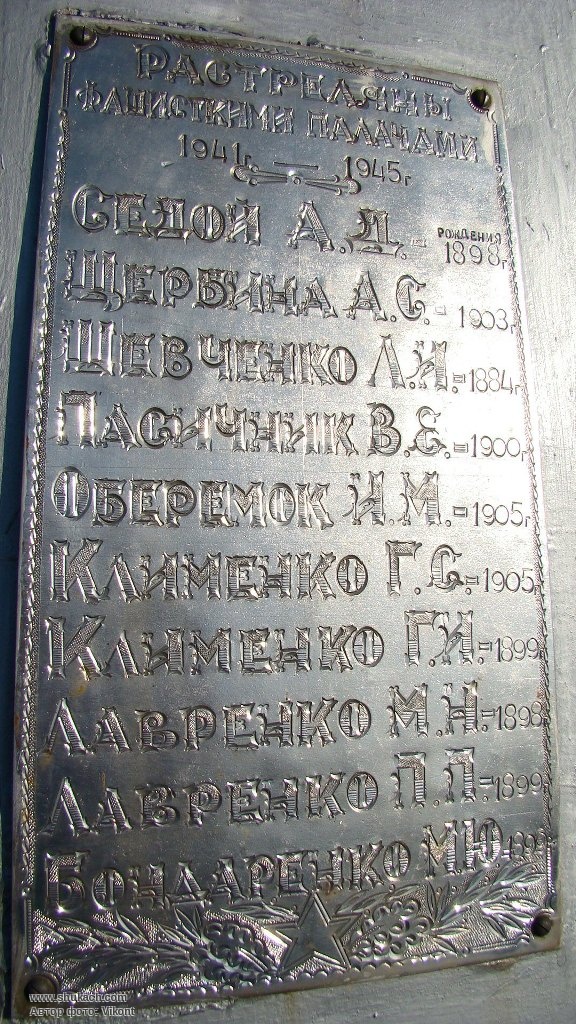 РАСТРЕЛЯНЫ
ФАШИСТКИМИ ПАЛАЧАМИ
1941г. — 1945г.
СЕДОЙ А.Д. - РОЖДЕНИЯ 1898г.
ЩЕРБИНА А.С. - 1903г.
ШЕВЧЕНКО Л.И. = 1884г.
ПАСИЧНИК В.Е. = 1900г.
ОБЕРЕМОК И.М. = 1905г.
КЛИМЕНКО Г.С. = 1905
КЛИМЕНКО Г.И. = 1899
ЛАВРЕНКО М.Н. = 1898
ЛАВРЕНКО П.П. = 1899
БОНДАРЕНКО М.Ю.
www.shukach.com
Автор фото: Vikont